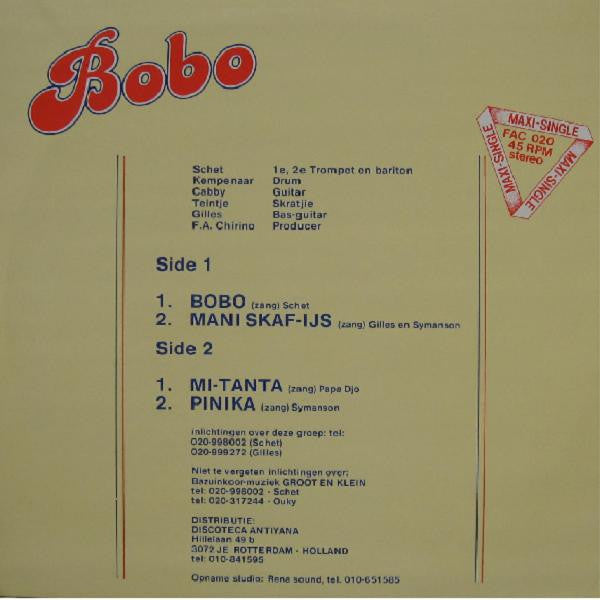 Bobo
MAXI-SINGLE
FAC 020
45 RPM
stereo
MAXI-SINGLE
MAXI-SINGLE
Schet 1e, 2e Trompet en bariton
Kempenaar Drum
Cabby Guitar
Teintje Skratjie
Gilles Bas-guitar
F.A. Chirino Producer
Side 1
1. BOBO (zang) Schet
2. MANI SKAF-IJS (zang) Gilles en Symanson
Side 2
1. MI-TANTA (zang) Papa Djo
2. PINIKA (zang) Symanson
inlichtingen over deze groep: tel:
020-998002 (Schet)
020-999272 (Gilles)
Niet te vergeten inlichtingen over:
Bazuinkoor-muziek GROOT EN KLEIN
tel: 020-998002 - Schet
tel: 020-317244 - Ouky
DISTRIBUTIE:
DISCOTECA ANTIYANA
Hillelaan 49 b
3072 JE ROTTERDAM - HOLLAND
tel: 010-841595
Opname studio: Rena sound, tel. 010-651585